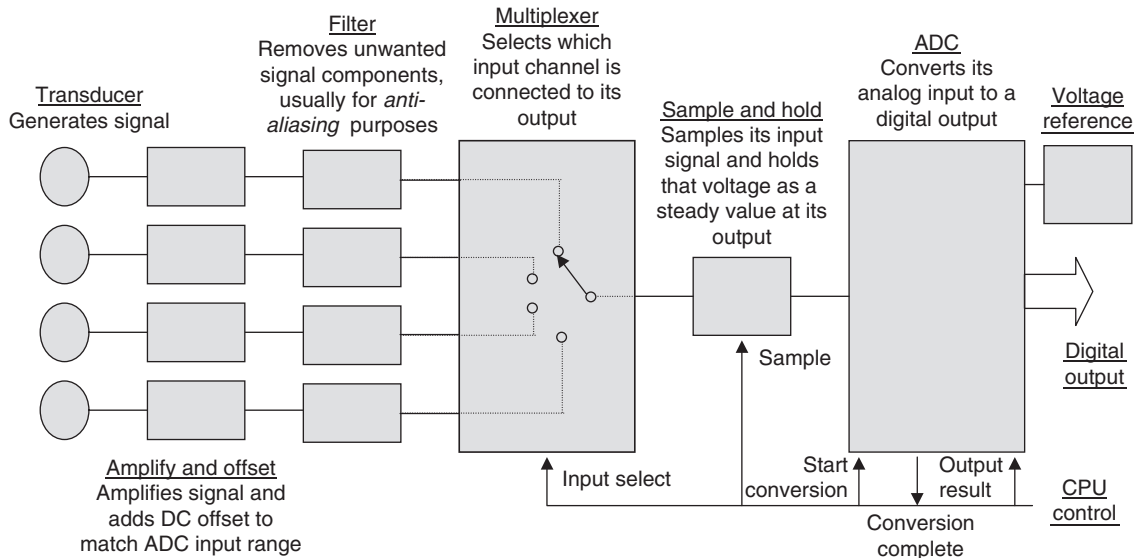 Transducer
Generates signal
Filter
Removes unwanted
signal components,
usually for anti-
aliasing purposes
Multiplexer
Selects which
input channel is
connected to its
output
Sample and hold
Samples its input
signal and holds
that voltage as a
steady value at its
output
ADC
Converts its
analog input to a
digital output
Voltage
reference
Sample
Digital
output
Amplify and offset
Amplifies signal and
adds DC offset to
match ADC input range
Input select
Start
conversion
Output
result
Conversion
complete
CPU
control